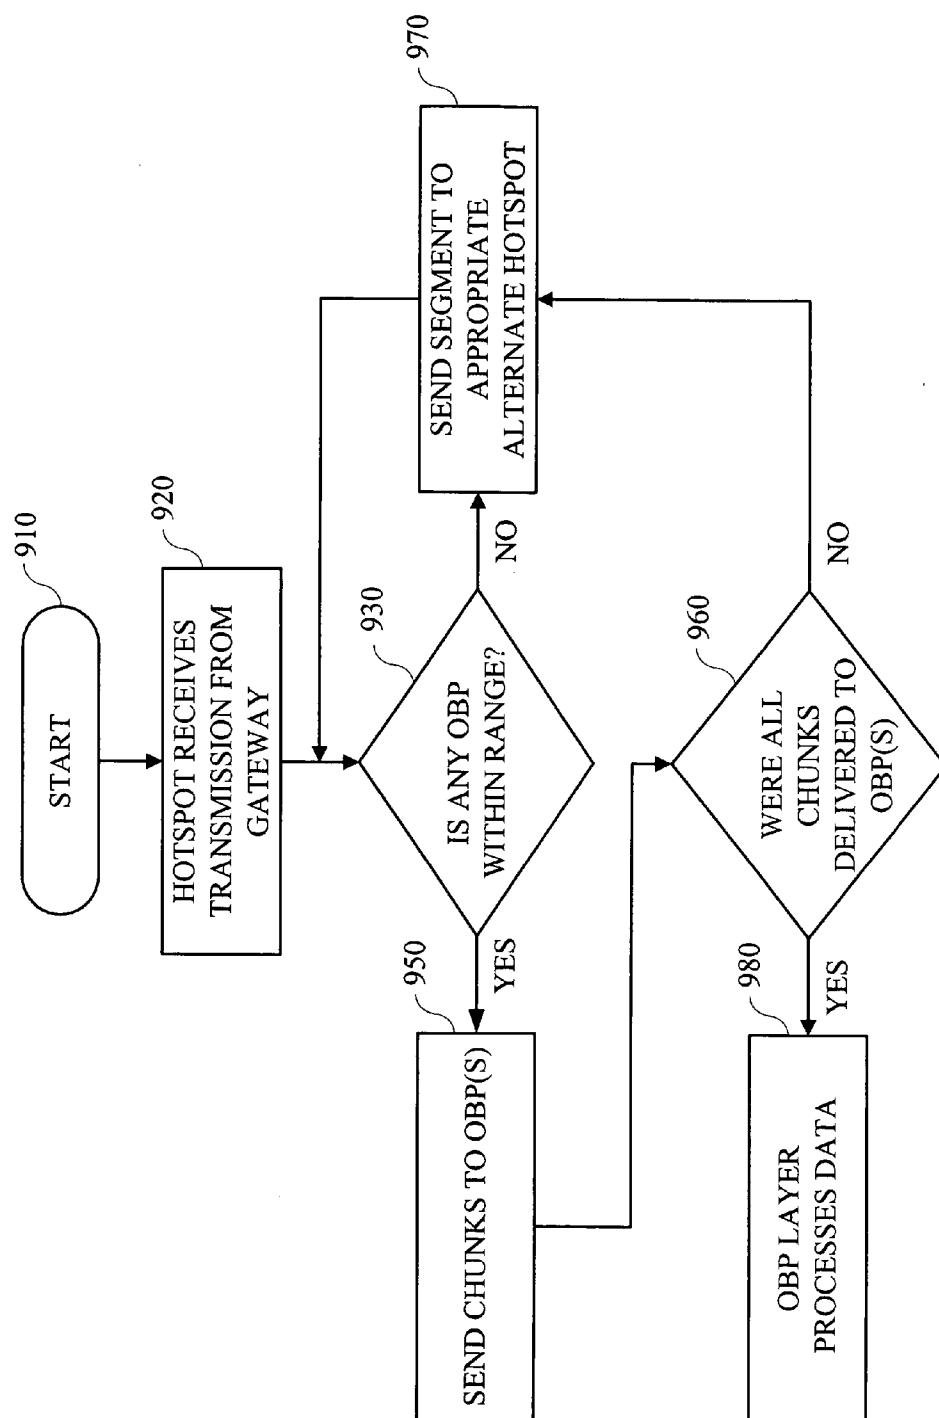 START
910
HOTSPOT RECEIVES
TRANSMISSION FROM
GATEWAY
920
IS ANY OBP
WITHIN RANGE?
930
YES
NO
SEND CHUNKS TO OBP(S)
950
SEND SEGMENT TO
APPROPRIATE
ALTERNATE HOTSPOT
970
WERE ALL
CHUNKS
DELIVERED TO
OBP(S)
960
YES
NO
OBP LAYER
PROCESSES DATA
980